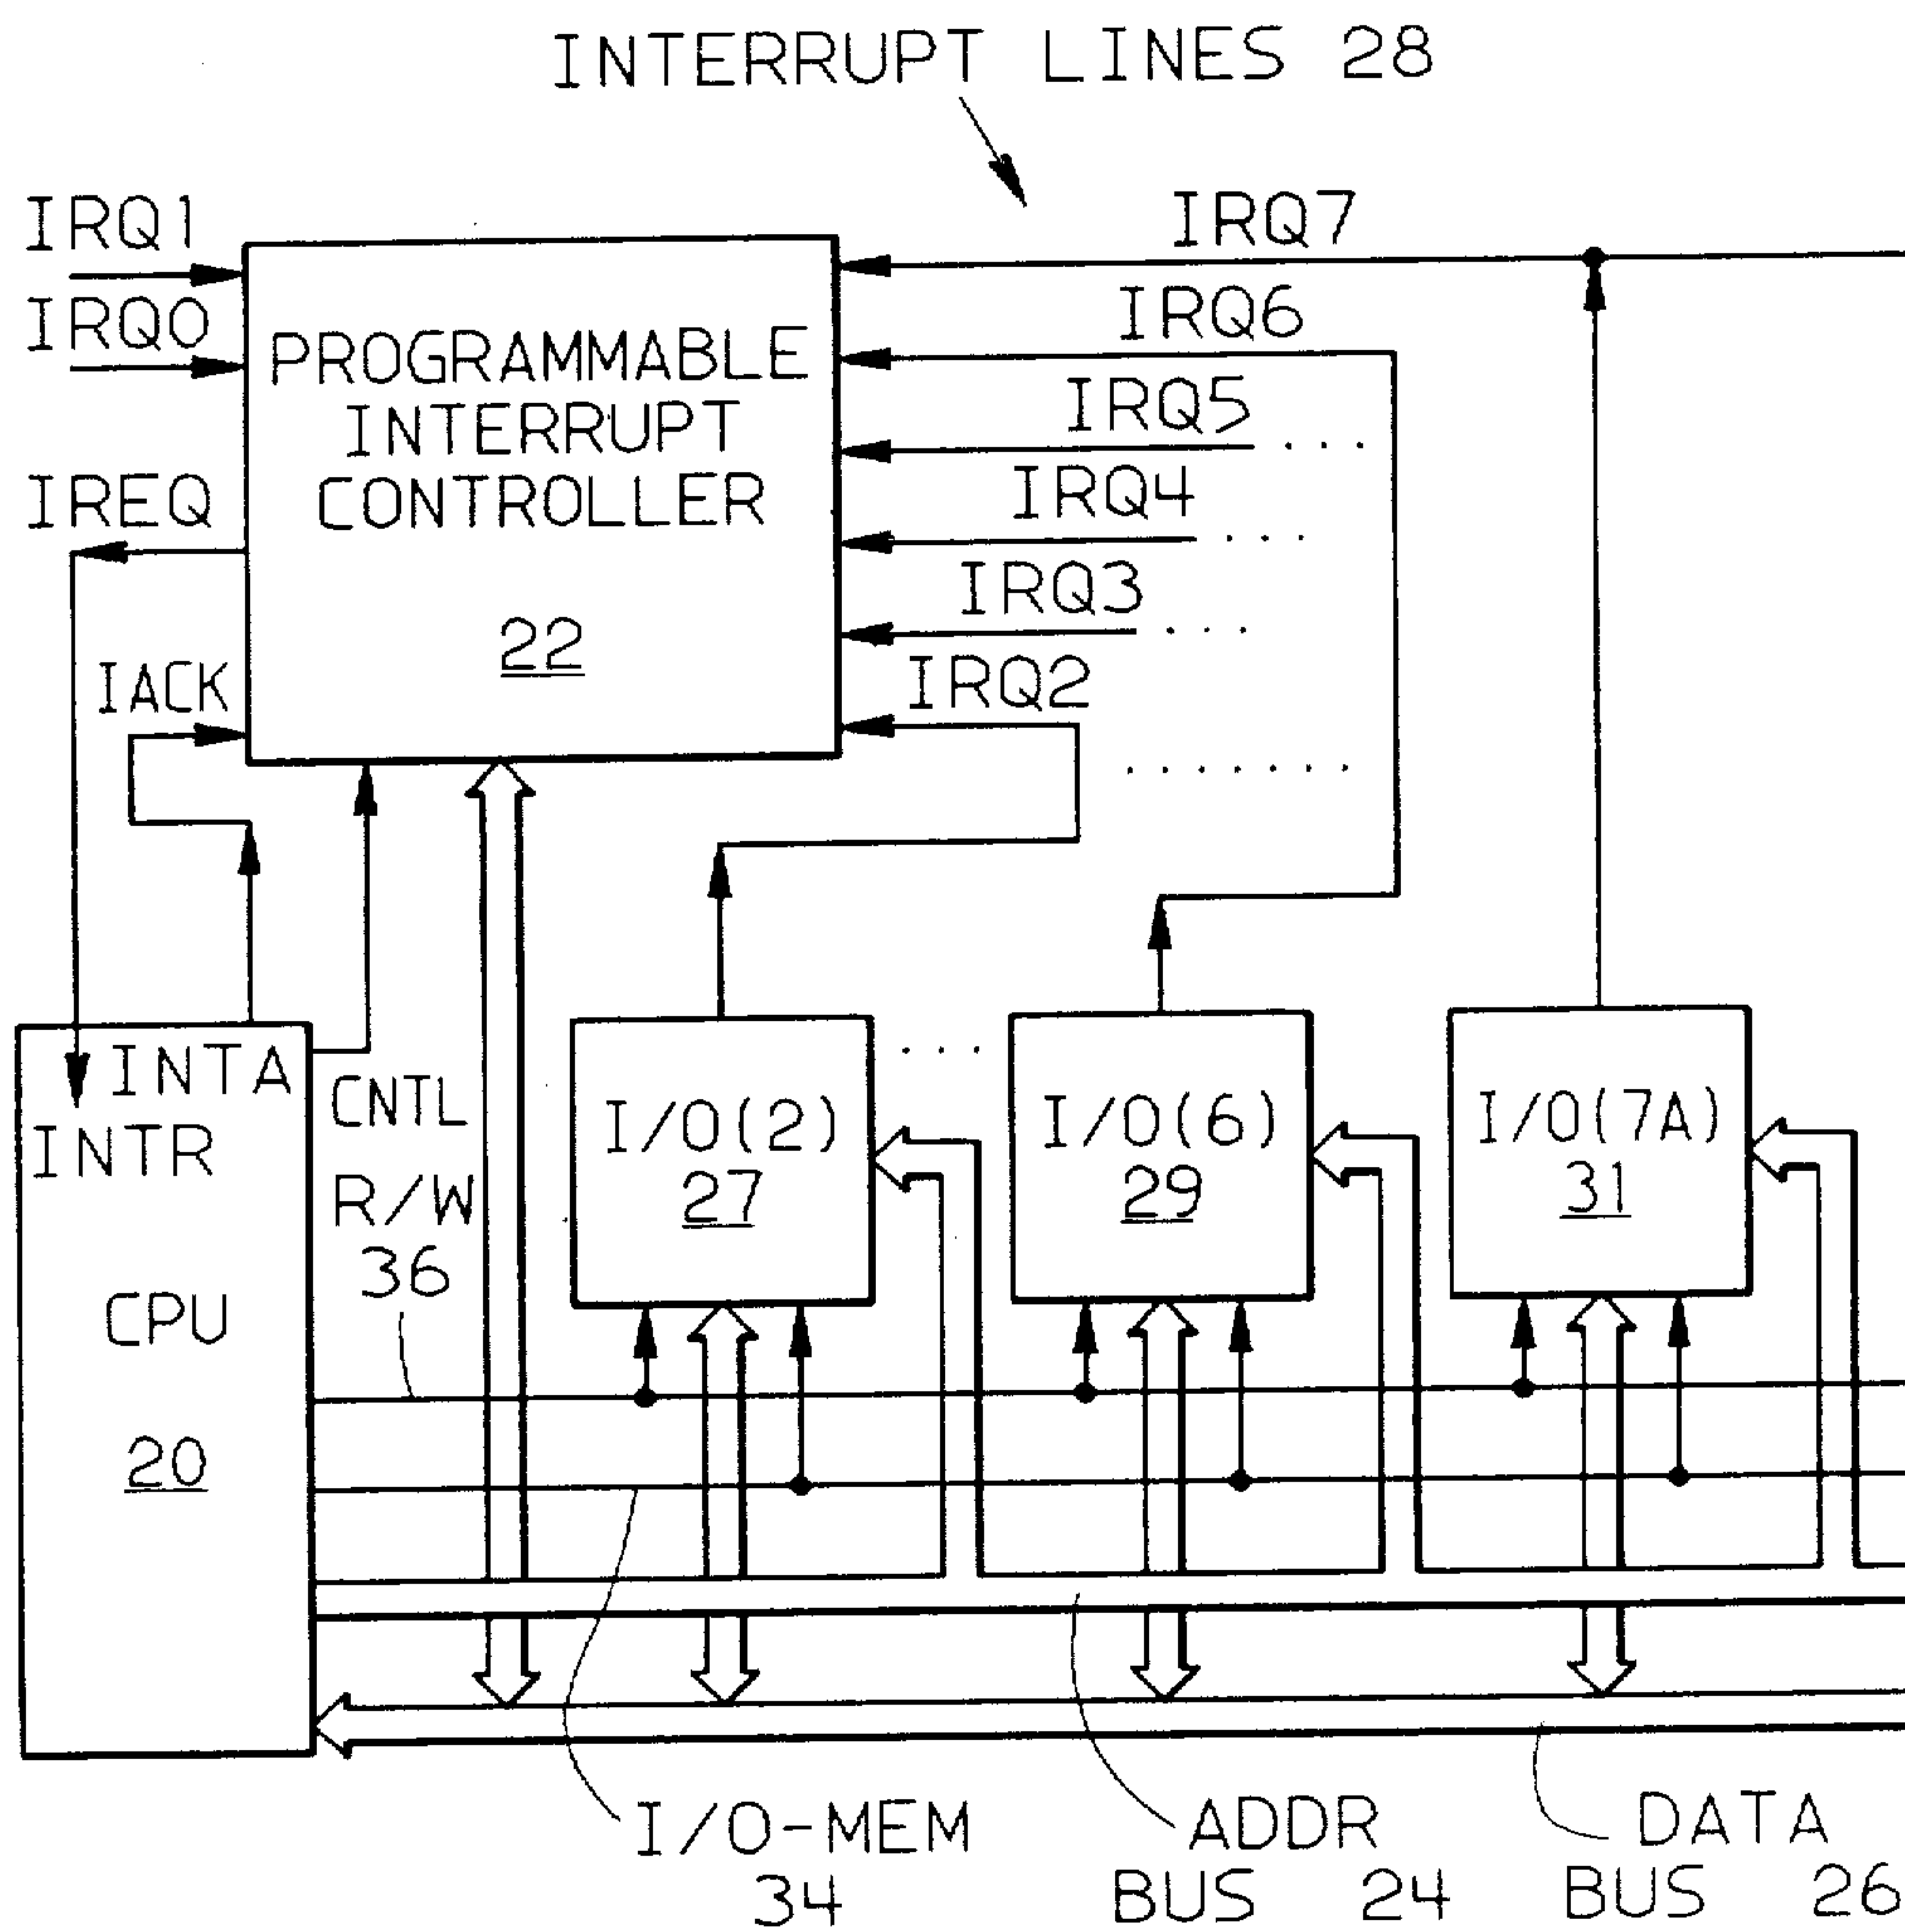 INTERRUPT LINES 28
IRQ1
IRQ0
IREQ
IACK
PROGRAMMABLE
INTERRUPT
CONTROLLER
22
IRQ7
IRQ6
IRQ5
IRQ4
IRQ3
IRQ2
INTA
INTR
CPU
20
CNTL
R/W
36
I/O(2)
27
I/O(6)
29
I/O(7A)
31
I/O-MEM
34
ADDR
BUS 24
DATA
BUS 26